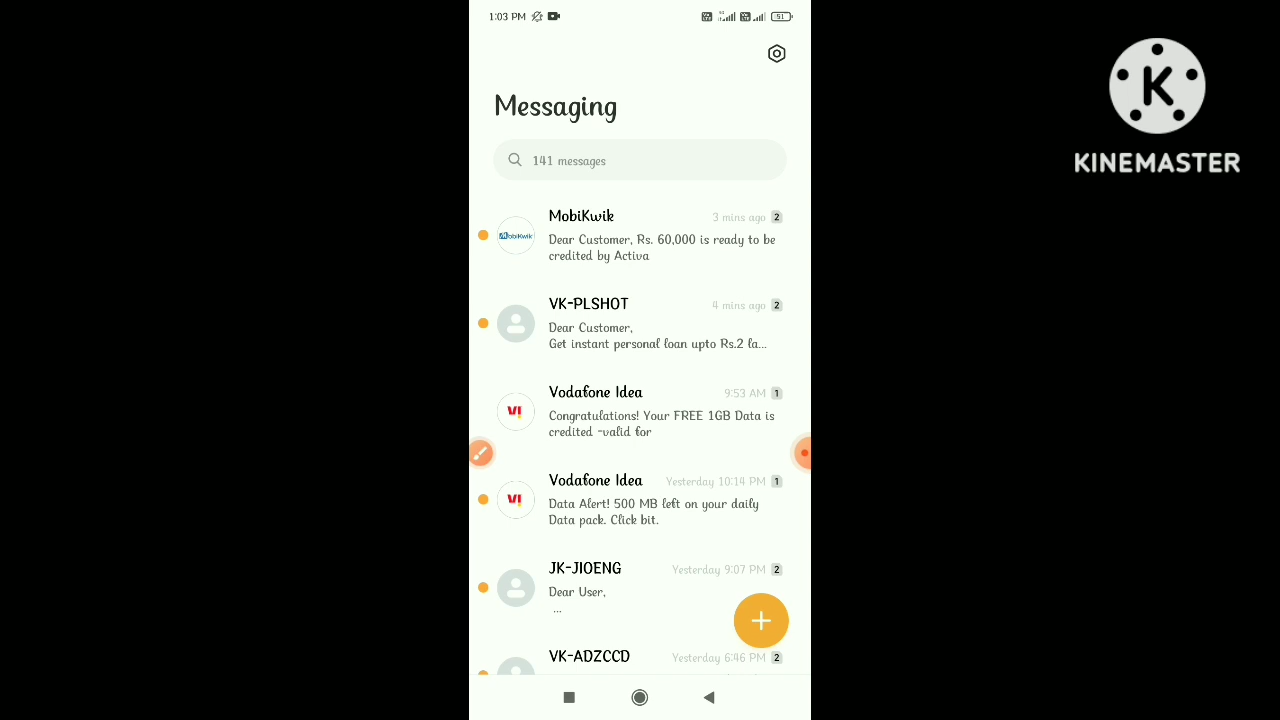 1:03 PM
51
Messaging
141 messages
MobiKwik
3 mins ago 2
MobiKwik
Dear Customer, Rs. 60,000 is ready to be
credited by Activa
VK-PLSHOT
4 mins ago 2
Dear Customer,
Get instant personal loan upto Rs.2 la...
Vodafone Idea
9:53 AM 1
VI
Congratulations! Your FREE 1GB Data is
credited -valid for
Vodafone Idea
Yesterday 10:14 PM 1
VI
Data Alert! 500 MB left on your daily
Data pack. Click bit.
JK-JIOENG
Yesterday 9:07 PM 2
Dear User,
...
VK-ADZCCD
Yesterday 6:46 PM 2
K
KINEMASTER